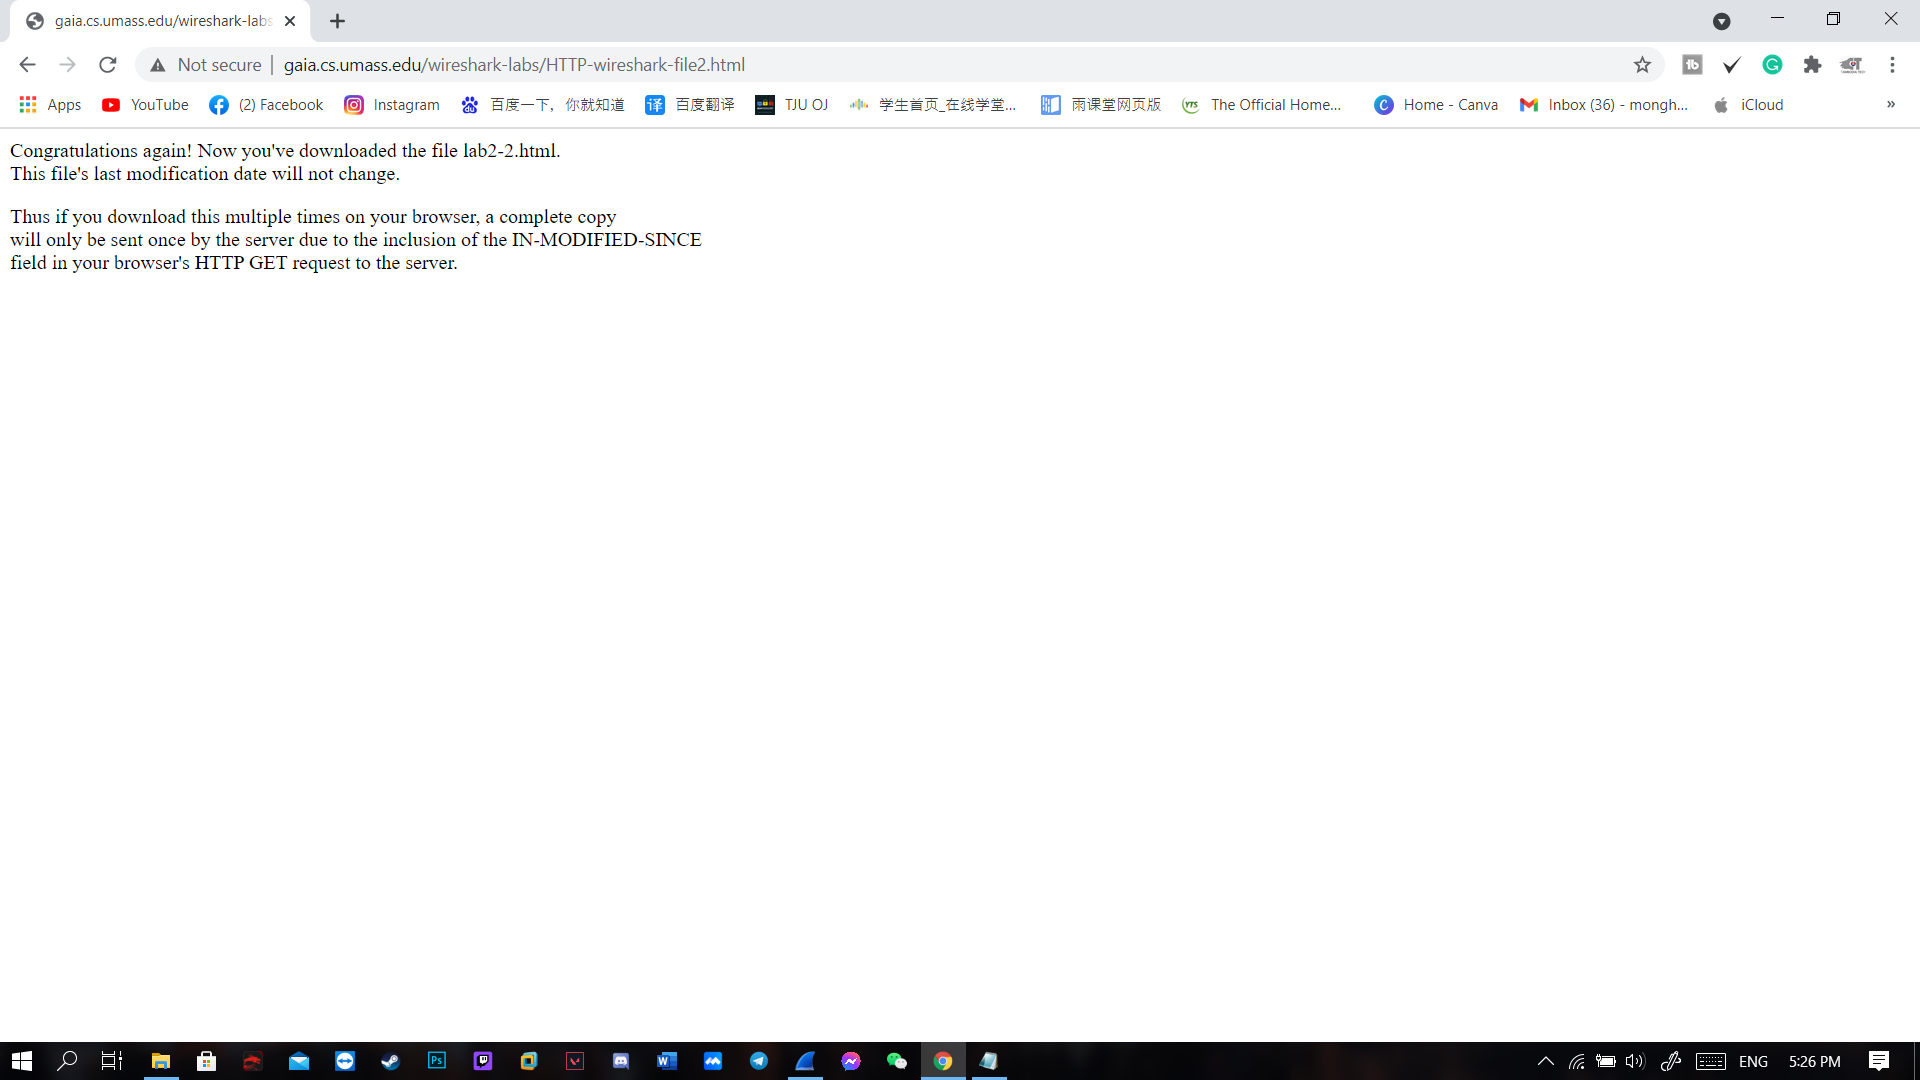 gaia.cs.umass.edu/wireshark-labs
Not secure | gaia.cs.umass.edu/wireshark-labs/HTTP-wireshark-file2.html
Apps YouTube (2) Facebook Instagram 百度一下，你就知道 译 百度翻译 TJU OJ 学生首页_在线学堂... 雨课堂网页版 YTS The Official Home... Home - Canva Inbox (36) - mongh... iCloud »
Congratulations again! Now you've downloaded the file lab2-2.html.
This file's last modification date will not change.
Thus if you download this multiple times on your browser, a complete copy
will only be sent once by the server due to the inclusion of the IN-MODIFIED-SINCE
field in your browser's HTTP GET request to the server.
ENG 5:26 PM